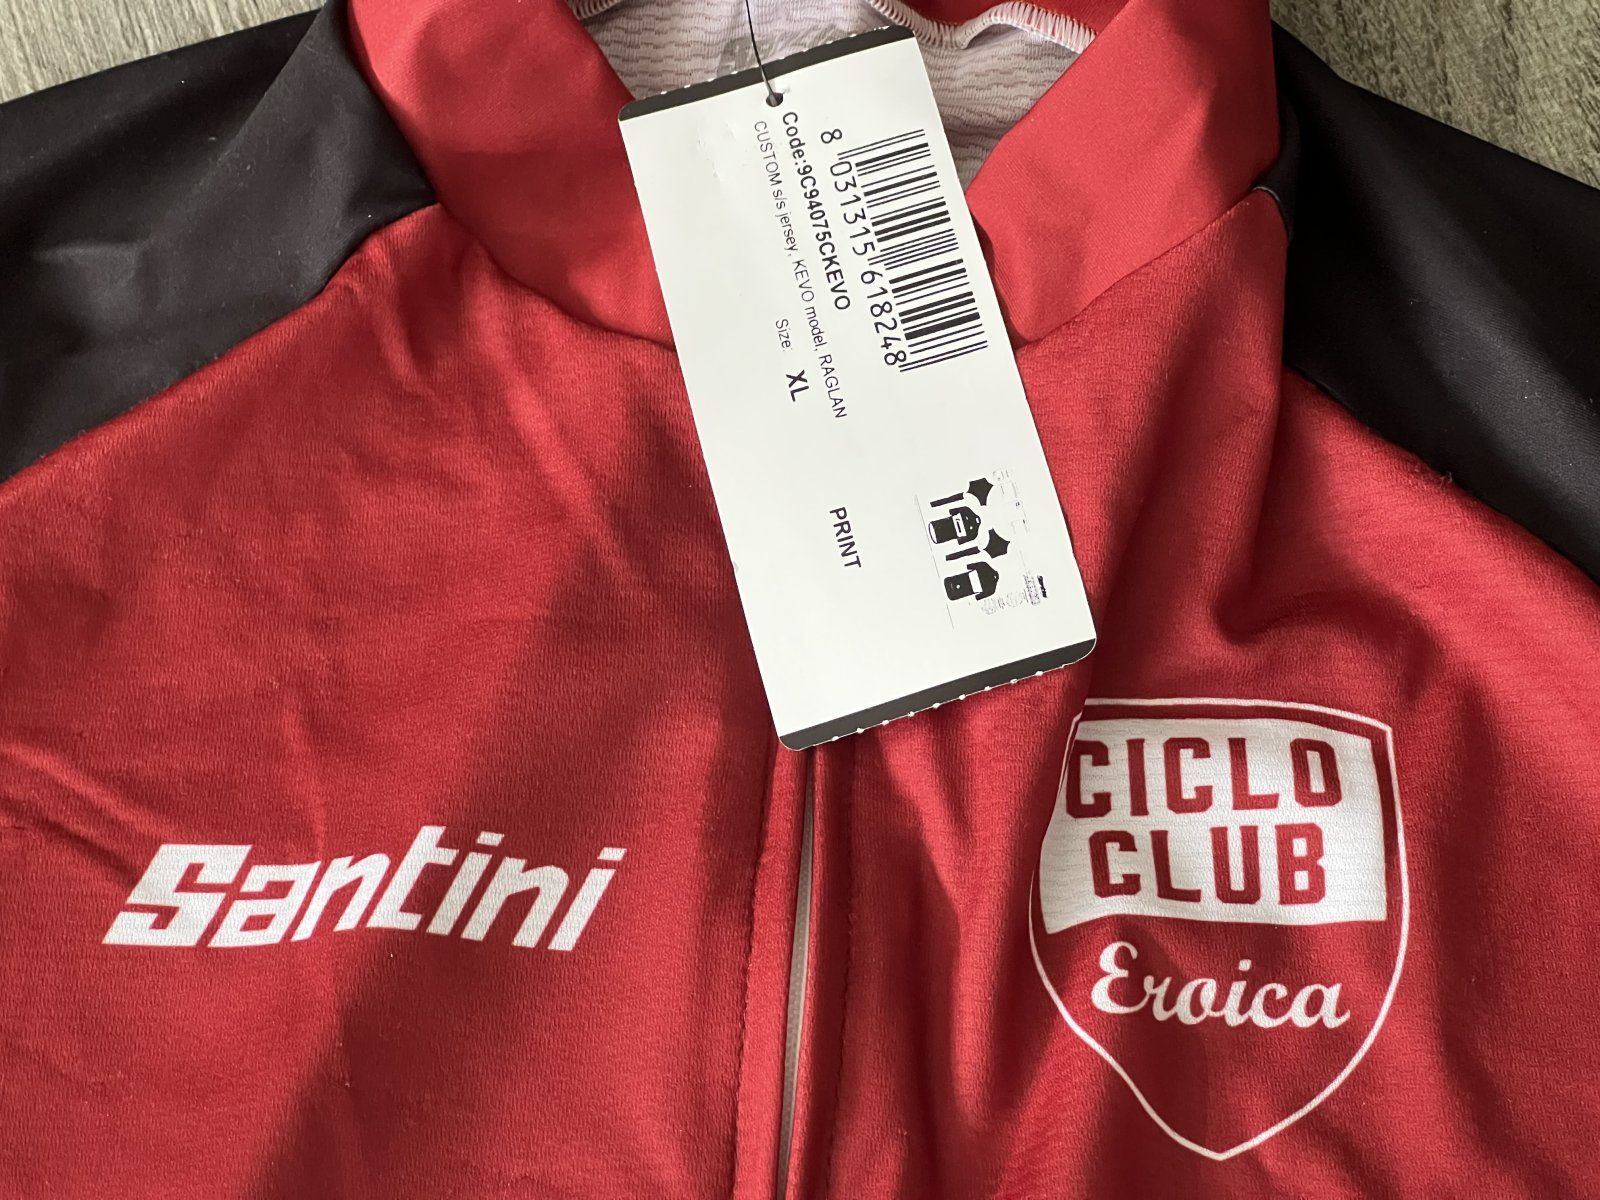 8 031315 618248
Code:9C94075CKEVO
CUSTOM s/s jersey, KEVO model, RAGLAN
Size: XL
PRINT
Santini
CICLO
CLUB
Eroica